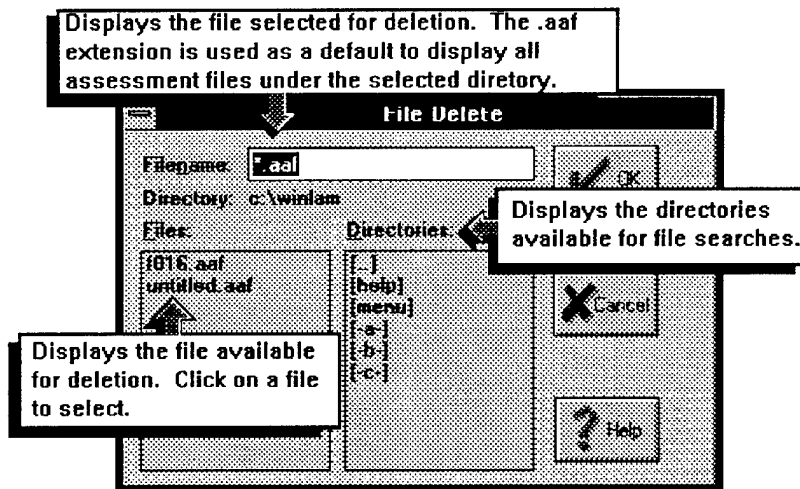 Displays the file selected for deletion. The .aaf
extension is used as a default to display all
assessment files under the selected diretory.
File Delete
Filename: *.aaf
OK
Directory: c:\winlam
Displays the directories
available for file searches.
Files:
Directories:
f016.aaf
untitled.aaf
[..]
[help]
[menu]
[-a-]
[-b-]
[-c-]
Cancel
Displays the file available
for deletion. Click on a file
to select.
Help